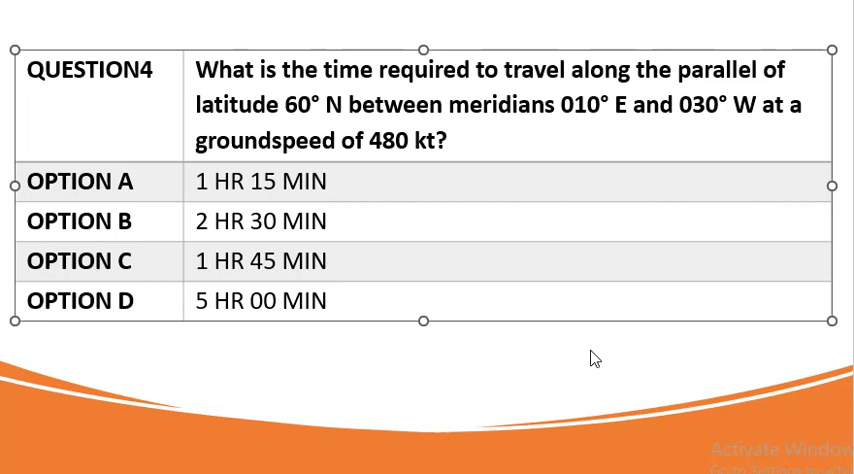 QUESTION4
What is the time required to travel along the parallel of
latitude 60° N between meridians 010° E and 030° W at a
groundspeed of 480 kt?
OPTION A
1 HR 15 MIN
OPTION B
2 HR 30 MIN
OPTION C
1 HR 45 MIN
OPTION D
5 HR 00 MIN
Activate Window